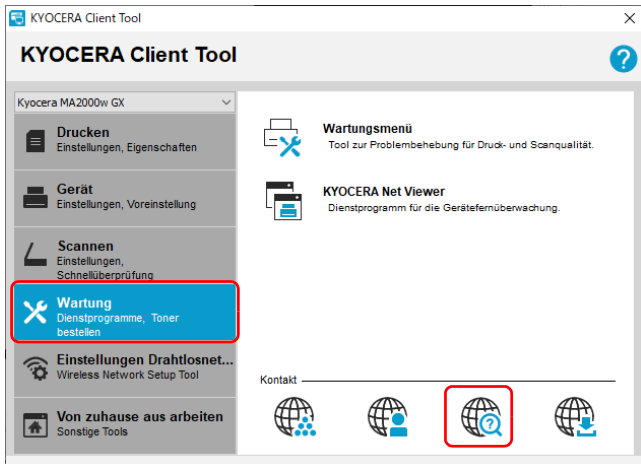 KYOCERA Client Tool
KYOCERA Client Tool
?
Kyocera MA2000w GX
Drucken
Einstellungen, Eigenschaften
Gerät
Einstellungen, Voreinstellung
Scannen
Einstellungen,
Schnellüberprüfung
Wartung
Dienstprogramme, Toner
bestellen
Einstellungen Drahtlosnet...
Wireless Network Setup Tool
Von zuhause aus arbeiten
Sonstige Tools
Wartungsmenü
Tool zur Problembehebung für Druck- und Scanqualität.
KYOCERA Net Viewer
Dienstprogramm für die Gerätefernüberwachung.
Kontakt
?